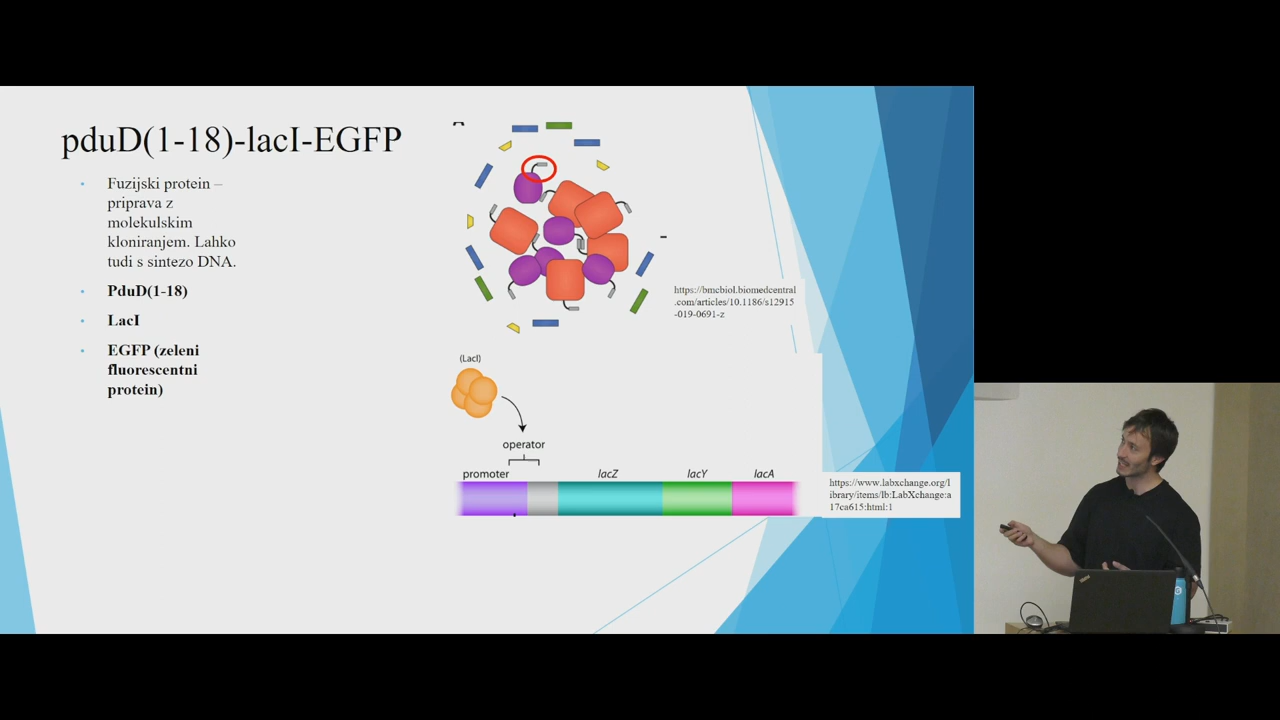 pduD(1-18)-lacI-EGFP
Fuzijski protein –
priprava z
molekulskim
kloniranjem. Lahko
tudi s sintezo DNA.
PduD(1-18)
LacI
EGFP (zeleni
fluorescentni
protein)
https://bmcbiol.biomedcentral
.com/articles/10.1186/s12915
-019-0691-z
(LacI)
operator
promoter
lacZ
lacY
lacA
https://www.labxchange.org/l
ibrary/items/lb:LabXchange:a
17ca615:html:1